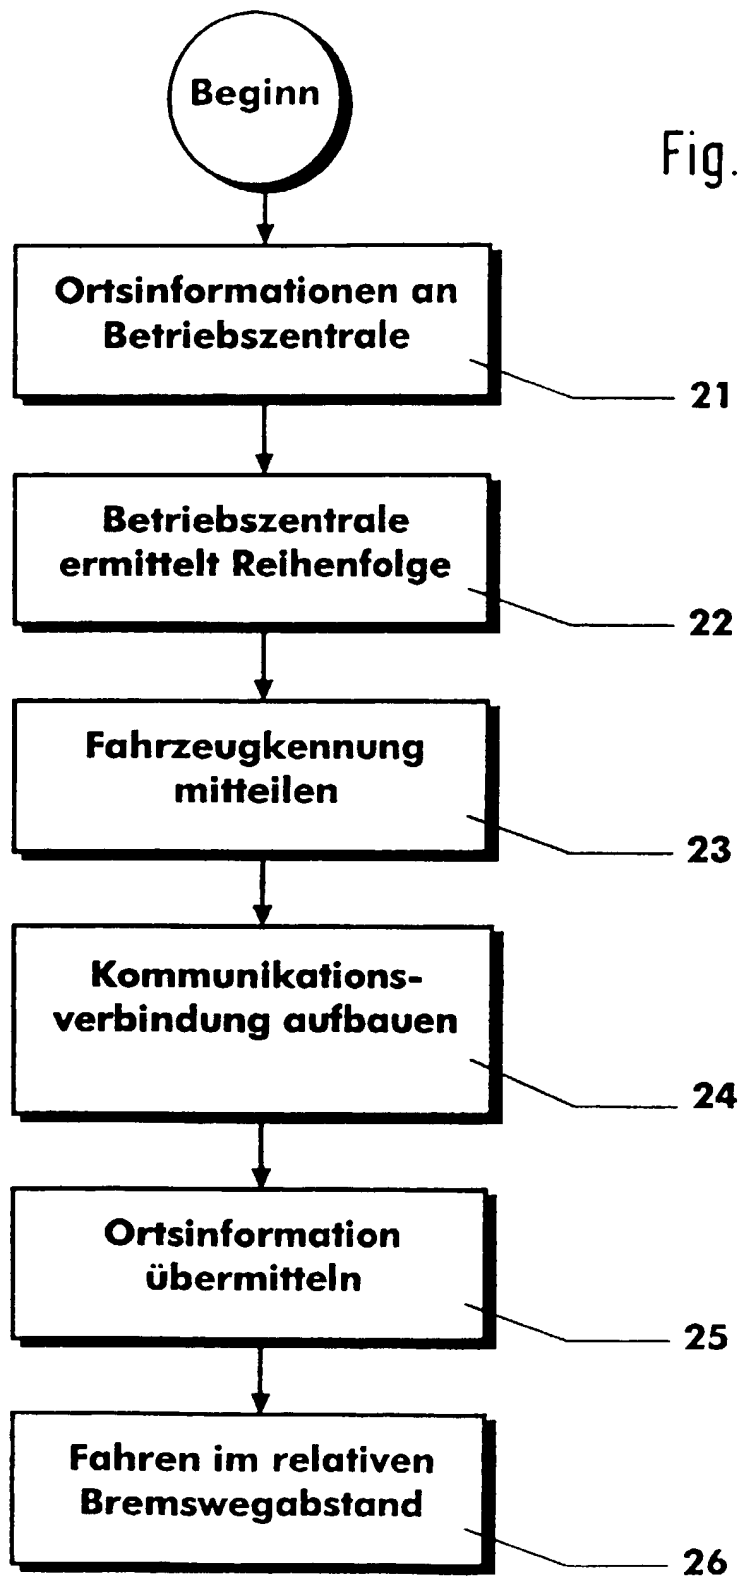 Beginn
Fig.
Ortsinformationen an
Betriebszentrale
21
Betriebszentrale
ermittelt Reihenfolge
22
Fahrzeugkennung
mitteilen
23
Kommunikations-
verbindung aufbauen
24
Ortsinformation
übermitteln
25
Fahren im relativen
Bremswegabstand
26